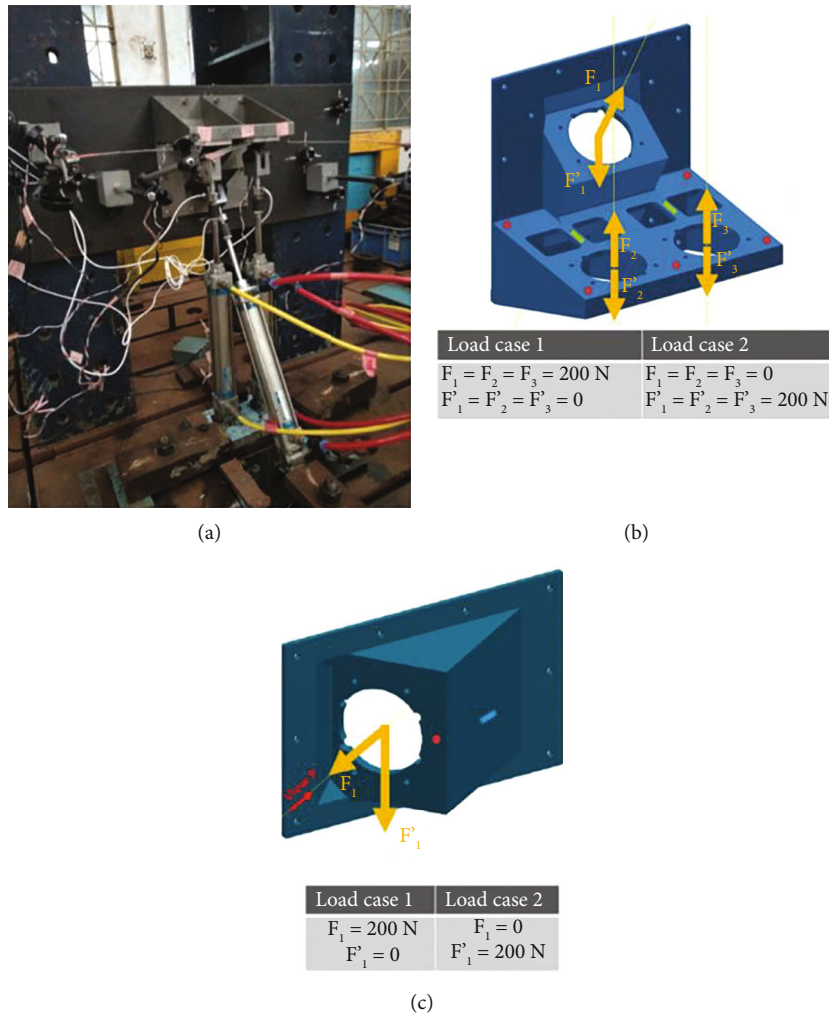 F₁
F'₁
F₂
F'₂
F₃
F'₃
Load case 1 Load case 2
F₁ = F₂ = F₃ = 200 N F₁ = F₂ = F₃ = 0
F'₁ = F'₂ = F'₃ = 0 F'₁ = F'₂ = F'₃ = 200 N
(a) (b)
F₁
F'₁
Load case 1 Load case 2
F₁ = 200 N F₁ = 0
F'₁ = 0 F'₁ = 200 N
(c)